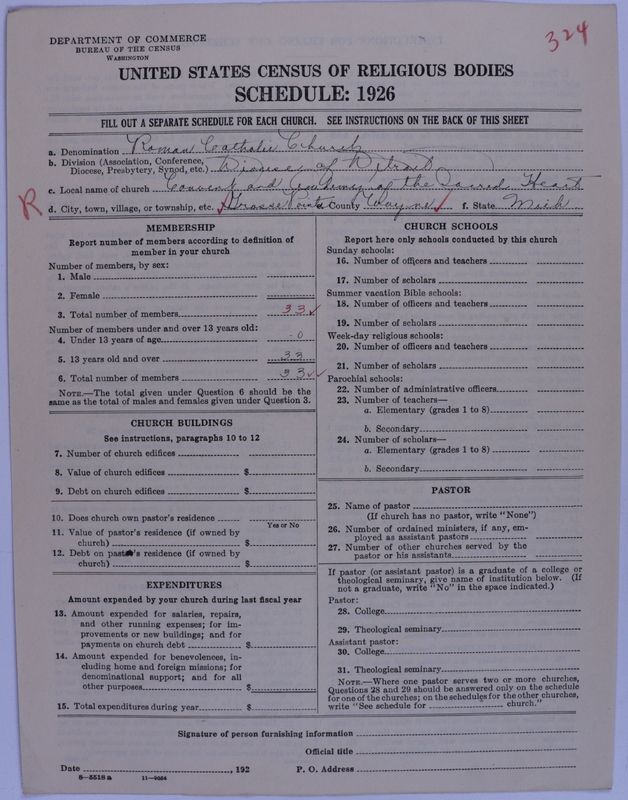 324
DEPARTMENT OF COMMERCE
BUREAU OF THE CENSUS
WASHINGTON
UNITED STATES CENSUS OF RELIGIOUS BODIES
SCHEDULE: 1926
FILL OUT A SEPARATE SCHEDULE FOR EACH CHURCH. SEE INSTRUCTIONS ON THE BACK OF THIS SHEET
a. Denomination Roman Catholic Church
b. Division (Association, Conference, Diocese, Presbytery, Synod, etc.) Diocese of Detroit
c. Local name of church Convent and Academy of the Sacred Heart
R d. City, town, village, or township, etc. Grosse Pointe e. County Wayne f. State Mich
MEMBERSHIP
Report number of members according to definition of
member in your church
Number of members, by sex:
1. Male
2. Female
3. Total number of members 33
Number of members under and over 13 years old:
4. Under 13 years of age 0
5. 13 years old and over 33
6. Total number of members 33
NOTE.—The total given under Question 6 should be
the same as the total of males and females given under Question 3.
CHURCH BUILDINGS
See instructions, paragraphs 10 to 12
7. Number of church edifices
8. Value of church edifices $
9. Debt on church edifices $
10. Does church own pastor's residence
Yes or No
11. Value of pastor's residence (if owned by
church) $
12. Debt on pastor's residence (if owned by
church) $
EXPENDITURES
Amount expended by your church during last fiscal year
13. Amount expended for salaries, repairs,
and other running expenses; for im-
provements or new buildings; and for
payments on church debt $
14. Amount expended for benevolences, in-
cluding home and foreign missions; for
denominational support; and for all
other purposes $
15. Total expenditures during year $
CHURCH SCHOOLS
Report here only schools conducted by this church
Sunday schools:
16. Number of officers and teachers
17. Number of scholars
Summer vacation Bible schools:
18. Number of officers and teachers
19. Number of scholars
Week-day religious schools:
20. Number of officers and teachers
21. Number of scholars
Parochial schools:
22. Number of administrative officers
23. Number of teachers—
a. Elementary (grades 1 to 8)
b. Secondary
24. Number of scholars—
a. Elementary (grades 1 to 8)
b. Secondary
PASTOR
25. Name of pastor
(If church has no pastor, write "None")
26. Number of ordained ministers, if any, em-
ployed as assistant pastors
27. Number of other churches served by the
pastor or his assistants
If pastor (or assistant pastor) is a graduate of a college or
theological seminary, give name of institution below. (If
not a graduate, write "No" in the space indicated.)
Pastor:
28. College
29. Theological seminary
Assistant pastor:
30. College
31. Theological seminary
NOTE.—Where one pastor serves two or more churches,
Questions 28 and 29 should be answered only on the schedule
for one of the churches; on the schedules for the other churches,
write "See schedule for church."
Signature of person furnishing information
Official title
Date , 192 P. O. Address
8—5518 a 11—9034